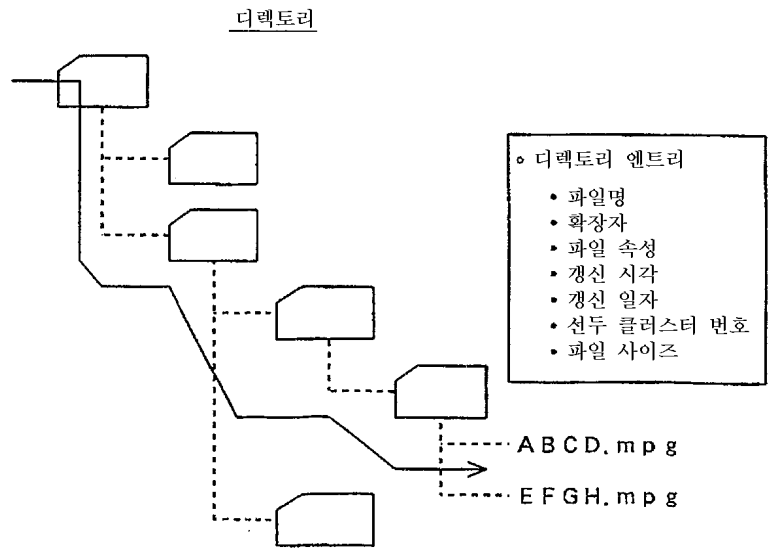 디렉토리
◦ 디렉토리 엔트리
• 파일명
• 확장자
• 파일 속성
• 갱신 시각
• 갱신 일자
• 선두 클러스터 번호
• 파일 사이즈
ABCD.mpg
EFGH.mpg